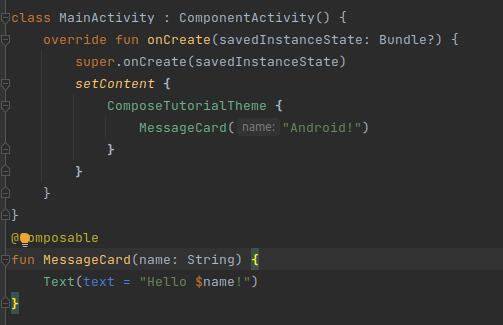 class MainActivity : ComponentActivity() {
    override fun onCreate(savedInstanceState: Bundle?) {
        super.onCreate(savedInstanceState)
        setContent {
            ComposeTutorialTheme {
                MessageCard( name: "Android!")
            }
        }
    }
}
@Composable
fun MessageCard(name: String) {
    Text(text = "Hello $name!")
}